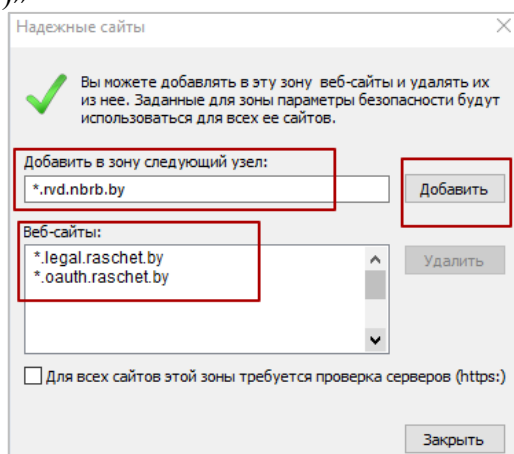 )»
Надежные сайты
Вы можете добавлять в эту зону веб-сайты и удалять их
из нее. Заданные для зоны параметры безопасности будут
использоваться для всех ее сайтов.
Добавить в зону следующий узел:
*.rvd.nbrb.by
Добавить
Веб-сайты:
*.legal.raschet.by
Удалить
*.oauth.raschet.by
Для всех сайтов этой зоны требуется проверка серверов (https:)
Закрыть